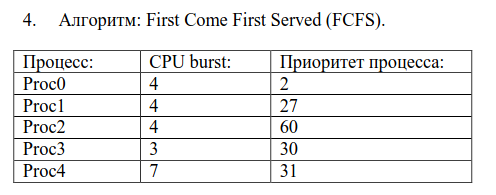 4. Алгоритм: First Come First Served (FCFS).
Процесс: CPU burst: Приоритет процесса:
Proc0 4 2
Proc1 4 27
Proc2 4 60
Proc3 3 30
Proc4 7 31